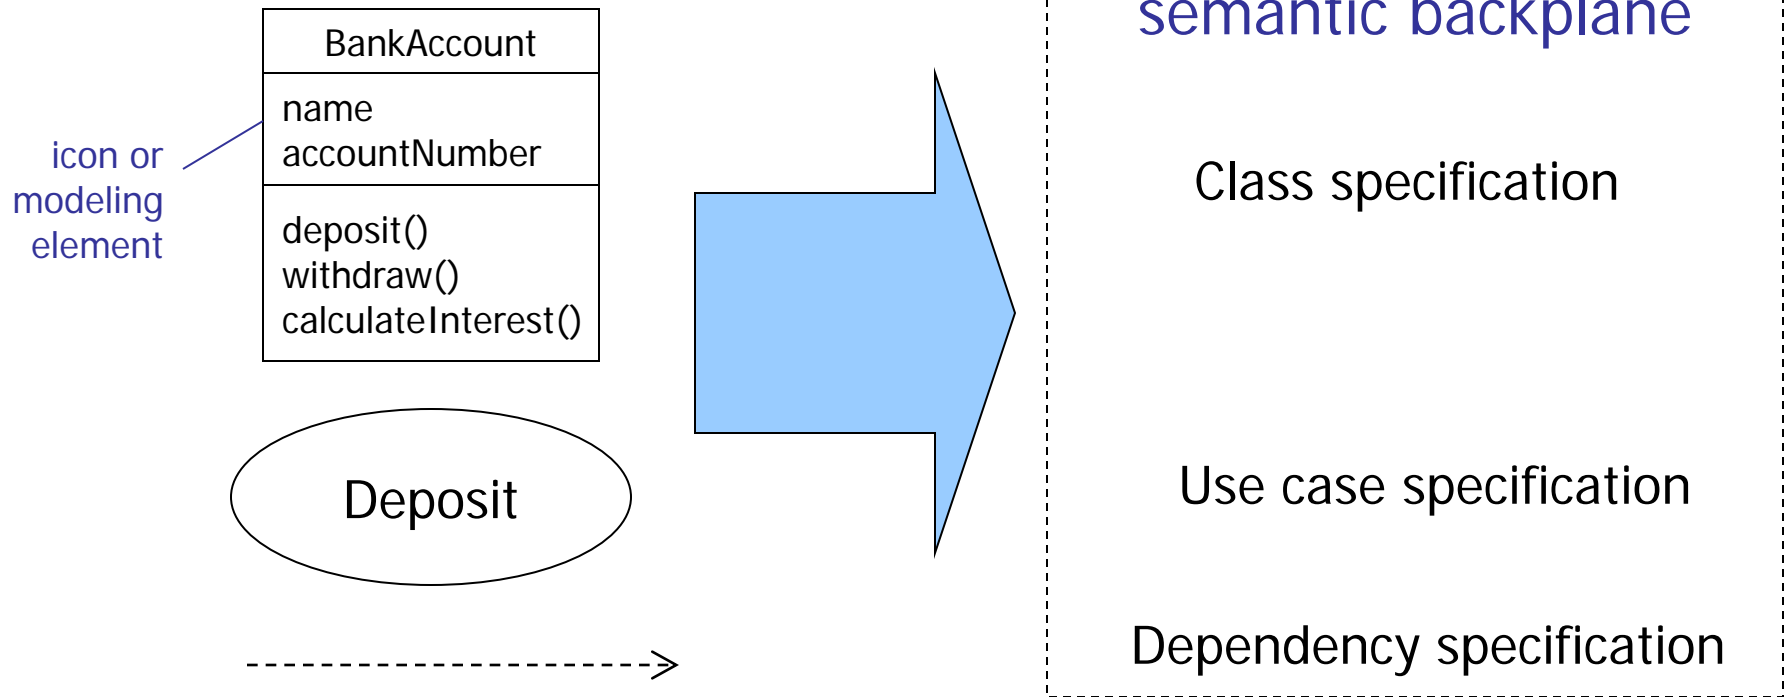 BankAccount
name
accountNumber
deposit()
withdraw()
calculateInterest()
icon or
modeling
element
Deposit
semantic backplane
Class specification
Use case specification
Dependency specification